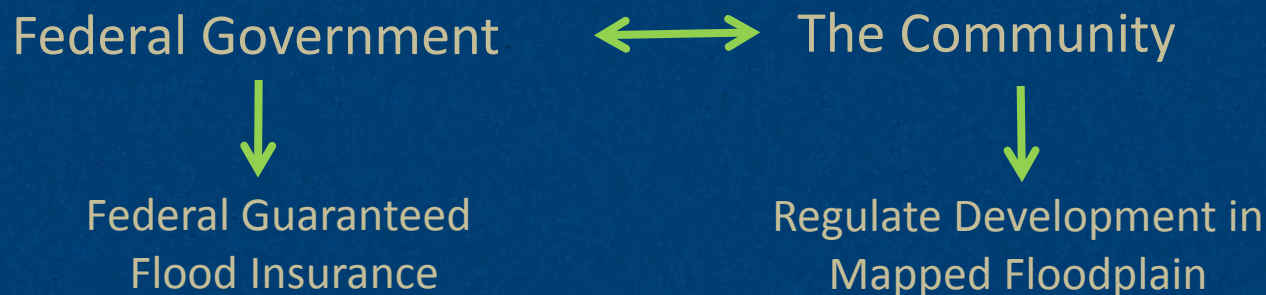 Federal Government
The Community
Federal Guaranteed
Flood Insurance
Regulate Development in
Mapped Floodplain